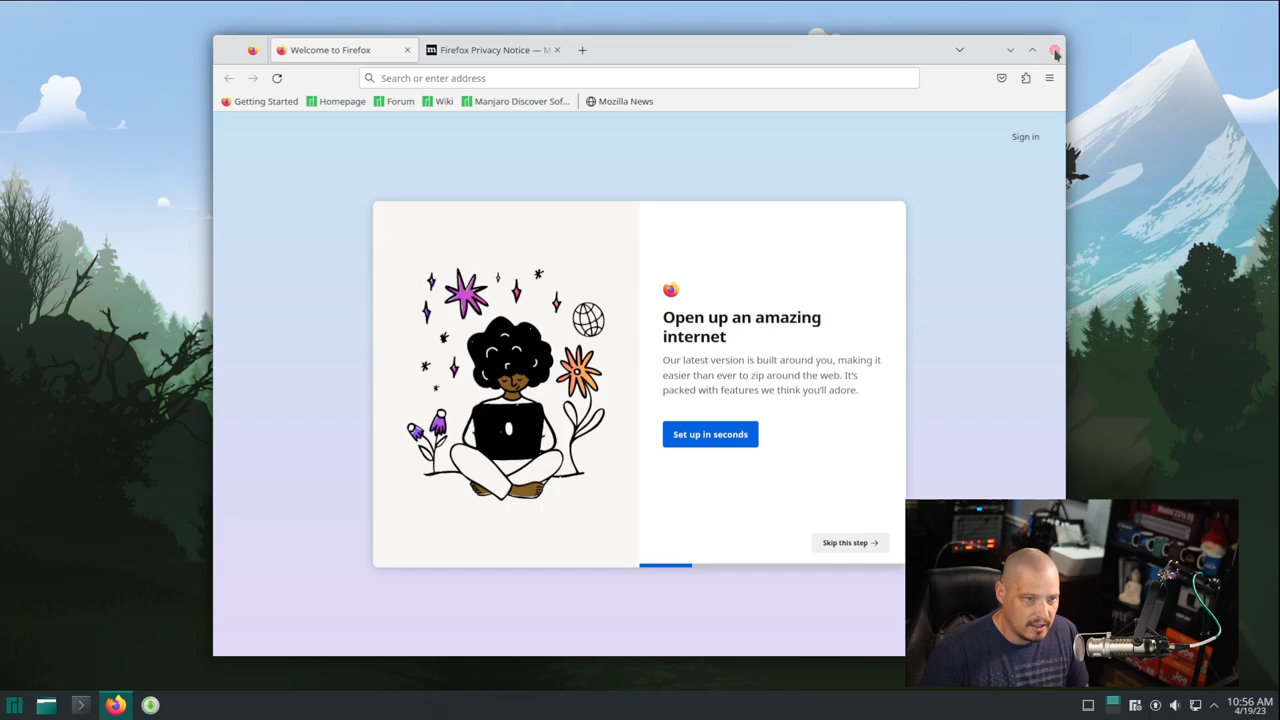 Welcome to Firefox
Firefox Privacy Notice — M
Search or enter address
Getting Started
Homepage
Forum
Wiki
Manjaro Discover Sof...
Mozilla News
Sign in
Open up an amazing
internet
Our latest version is built around you, making it
easier than ever to zip around the web. It's
packed with features we think you'll adore.
Set up in seconds
Skip this step
10:56 AM
4/19/23